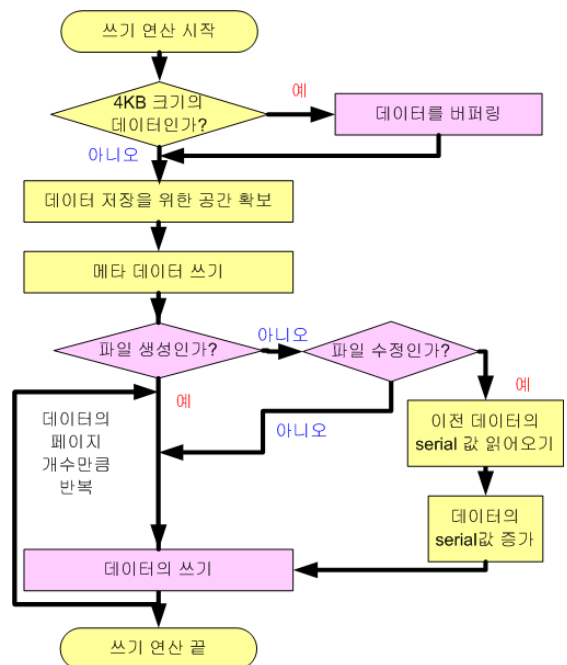 쓰기 연산 시작
4KB 크기의
데이터인가?
예
데이터를 버퍼링
아니오
데이터 저장을 위한 공간 확보
메타 데이터 쓰기
파일 생성인가?
아니오
파일 수정인가?
예
예
아니오
데이터의
페이지
개수만큼
반복
이전 데이터의
serial 값 읽어오기
데이터의
serial값 증가
데이터의 쓰기
쓰기 연산 끝